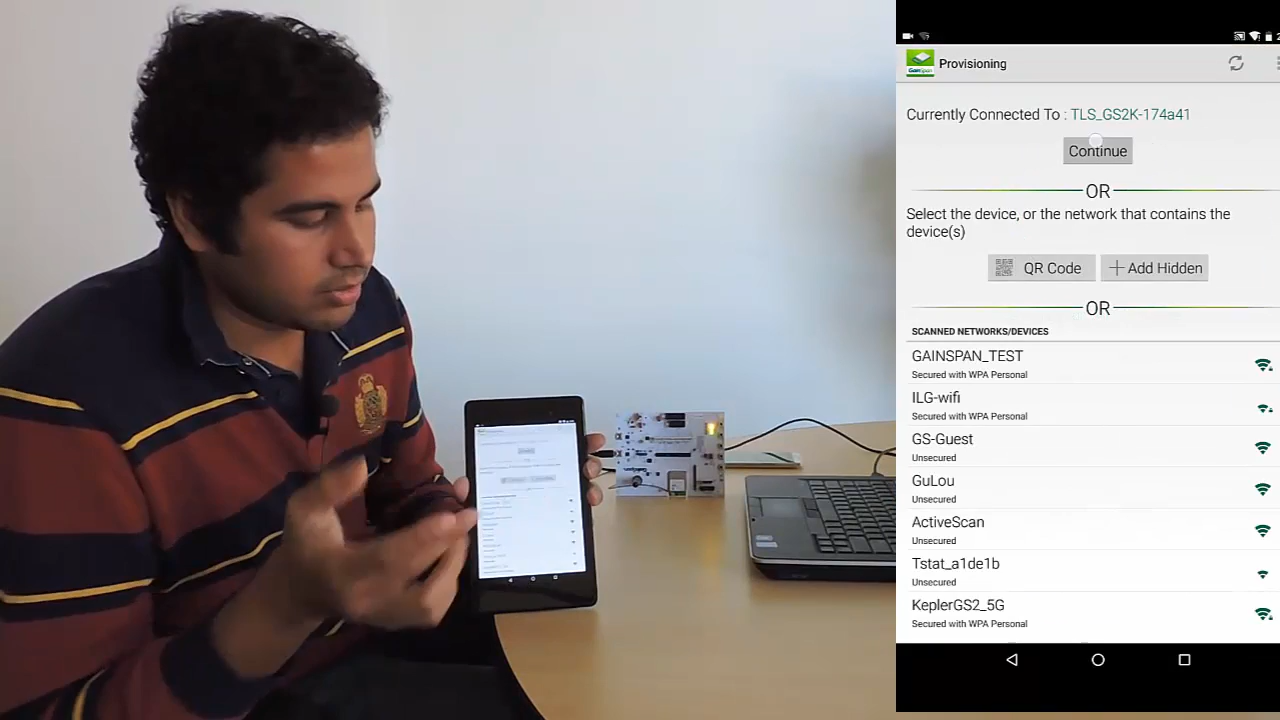 Provisioning
Currently Connected To : TLS_GS2K-174a41
Continue
OR
Select the device, or the network that contains the
device(s)
QR Code
Add Hidden
OR
SCANNED NETWORKS/DEVICES
GAINSPAN_TEST
Secured with WPA Personal
ILG-wifi
Secured with WPA Personal
GS-Guest
Unsecured
GuLou
Unsecured
ActiveScan
Unsecured
Tstat_a1de1b
Unsecured
KeplerGS2_5G
Secured with WPA Personal